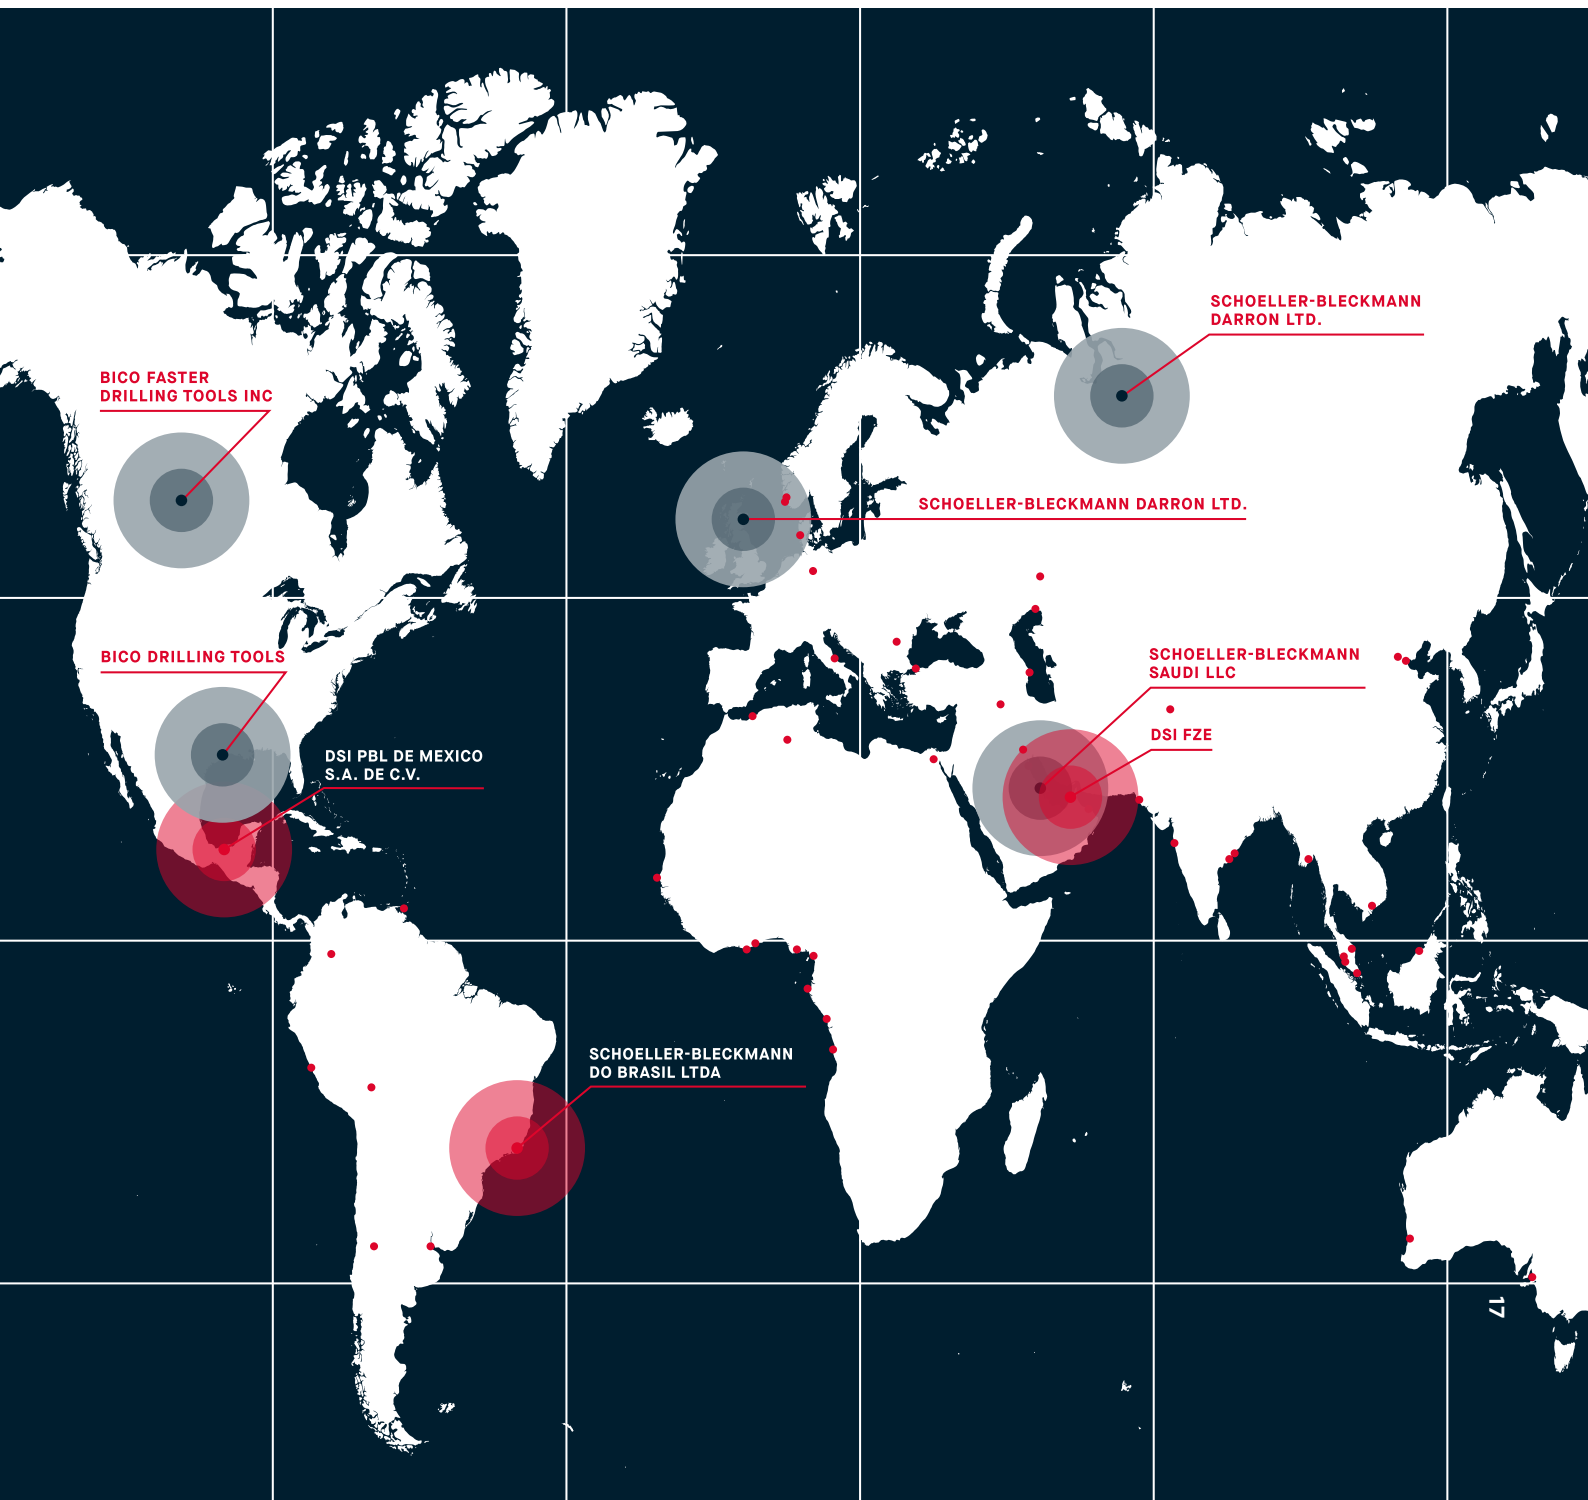 SCHOELLER-BLECKMANN
DARRON LTD.
BICO FASTER
DRILLING TOOLS INC
SCHOELLER-BLECKMANN DARRON LTD.
BICO DRILLING TOOLS
SCHOELLER-BLECKMANN
SAUDI LLC
DSI FZE
DSI PBL DE MEXICO
S.A. DE C.V.
SCHOELLER-BLECKMANN
DO BRASIL LTDA
17